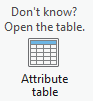 Don't know?
Open the table.
Attribute
table